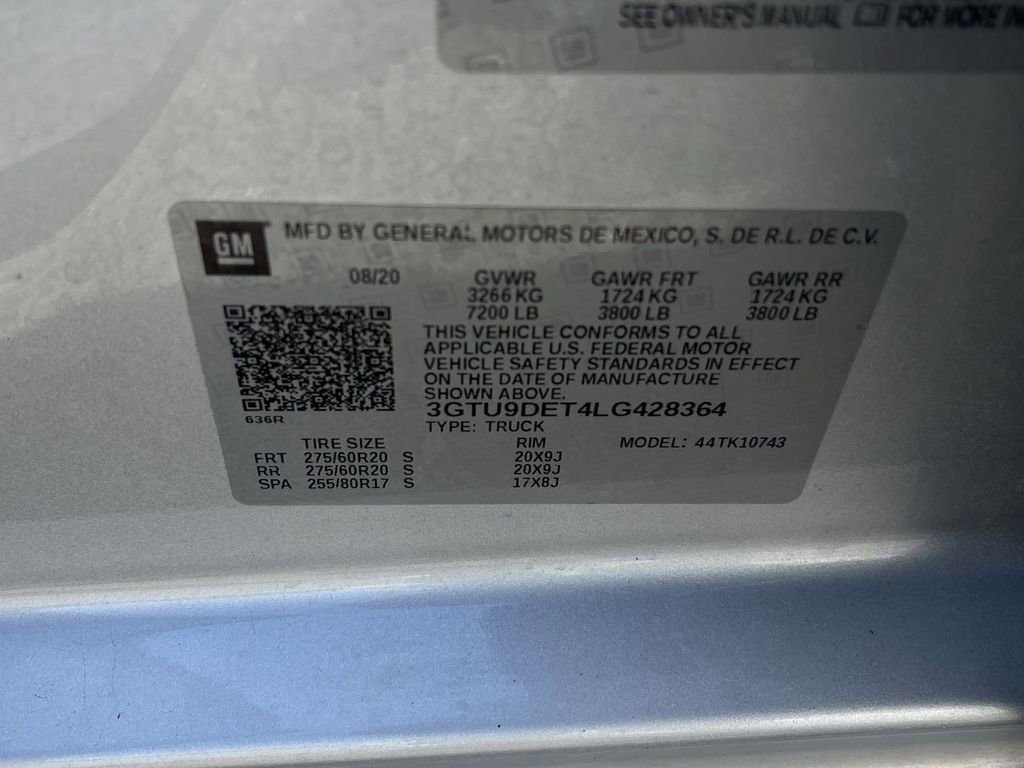 SEE OWNER'S MANUAL FOR MORE
GM MFD BY GENERAL MOTORS DE MEXICO, S. DE R.L. DE C.V.
08/20 GVWR GAWR FRT GAWR RR
3266 KG 1724 KG 1724 KG
7200 LB 3800 LB 3800 LB
THIS VEHICLE CONFORMS TO ALL
APPLICABLE U.S. FEDERAL MOTOR
VEHICLE SAFETY STANDARDS IN EFFECT
ON THE DATE OF MANUFACTURE
SHOWN ABOVE.
3GTU9DET4LG428364
636R
TYPE: TRUCK
TIRE SIZE RIM MODEL: 44TK10743
FRT 275/60R20 S 20X9J
RR 275/60R20 S 20X9J
SPA 255/80R17 S 17X8J